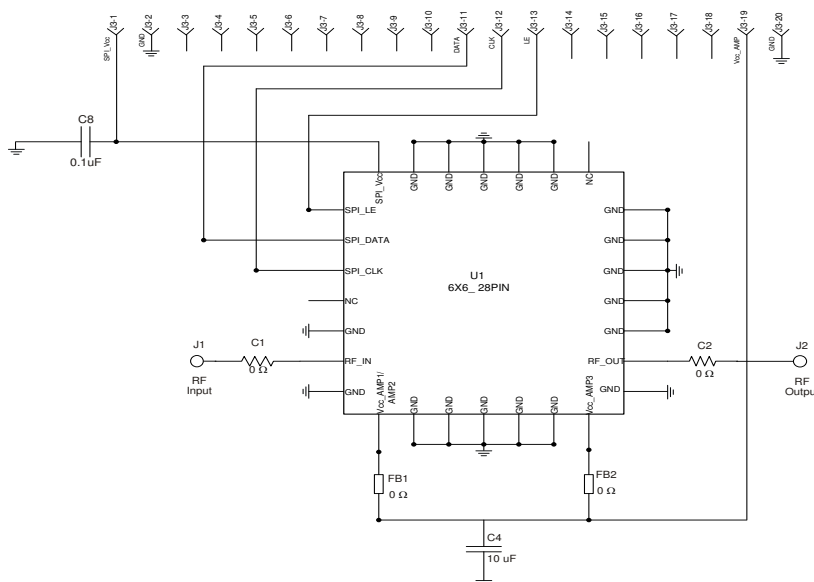 J3-1
J3-2
J3-3
J3-4
J3-5
J3-6
J3-7
J3-8
J3-9
J3-10
J3-11
J3-12
J3-13
J3-14
J3-15
J3-16
J3-17
J3-18
J3-19
J3-20
SPI_Vcc
GND
DATA
CLK
LE
Vcc_AMP
GND
C8
0.1uF
SPI_Vcc
GND
GND
GND
GND
GND
NC
SPI_LE
SPI_DATA
SPI_CLK
NC
GND
RF_IN
GND
U1
6X6_ 28PIN
GND
GND
GND
GND
GND
RF_OUT
GND
J1
RF
Input
C1
0 Ω
C2
0 Ω
J2
RF
Outpu
Vcc_AMP1/
AMP2
GND
GND
GND
GND
GND
Vcc_AMP3
FB1
0 Ω
FB2
0 Ω
C4
10 uF